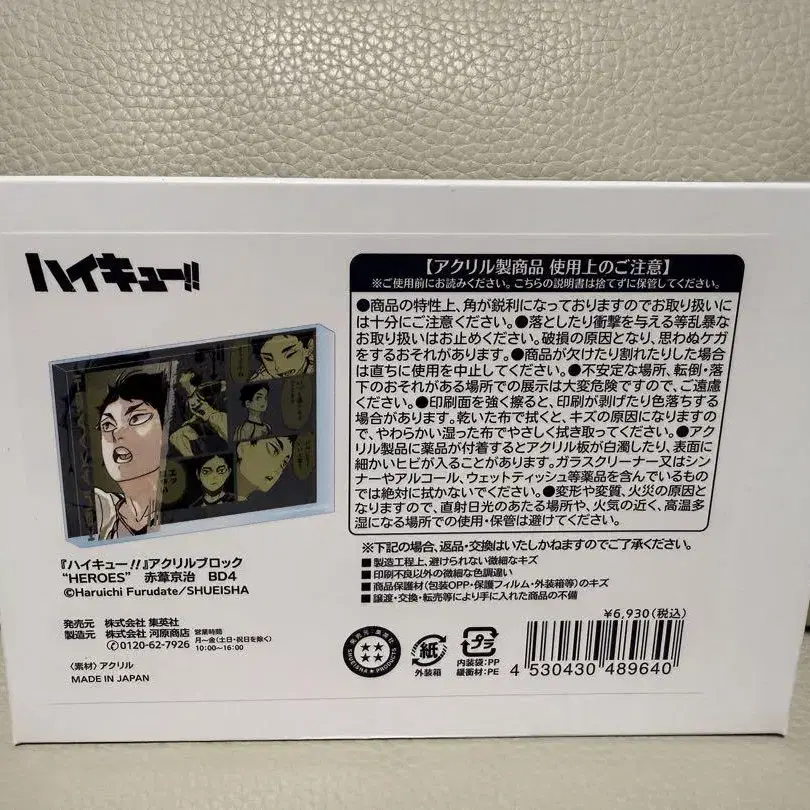 ハイキュー!!
『ハイキュー!!』アクリルブロック
"HEROES" 赤葦京治 BD4
©Haruichi Furudate/SHUEISHA
発売元 株式会社 集英社
製造元 株式会社 河原商店
0120-62-7926
営業時間
月～金(土日・祝日を除く)
10:00～16:00
〈素材〉アクリル
MADE IN JAPAN
【アクリル製商品 使用上のご注意】
※ご使用前にお読みください。こちらの説明書は捨てずに保管してください。
●商品の特性上、角が鋭利になっておりますのでお取り扱いに
は十分にご注意ください。●落としたり衝撃を与える等乱暴な
お取り扱いはお止めください。破損の原因となり、思わぬケガ
をするおそれがあります。●商品が欠けたり割れたりした場合
は直ちに使用を中止してください。●不安定な場所、転倒・落
下のおそれがある場所での展示は大変危険ですので、ご遠慮
ください。●印刷面を強く擦ると、印刷が剥げたり色落ちする
場合があります。乾いた布で拭くと、キズの原因になりますの
で、やわらかい湿った布でやさしく拭き取ってください。●アク
リル製品に薬品が付着するとアクリル板が白濁したり、表面に
細かいヒビが入ることがあります。ガラスクリーナー又はシン
ナーやアルコール、ウェットティッシュ等薬品を含んでいるもの
では絶対に拭かないでください。●変形や変質、火災の原因と
なりますので、直射日光のあたる場所や、火気の近く、高温多
湿になる場所での使用・保管は避けてください。
※下記の場合、返品・交換はいたしかねますのでご了承ください。
■製造工程上、避けられない微細なキズ
■印刷不良以外の微細な色調違い
■商品保護材(包装OPP・保護フィルム・外装箱等)のキズ
■譲渡・交換・転売等により手に入れた商品の不備
¥6,930(税込)
発売元 集英社
SHUEISHA PRODUCTS
紙
外装箱
プラ
内装袋:PP
緩衝材:PE
4 530430 489640